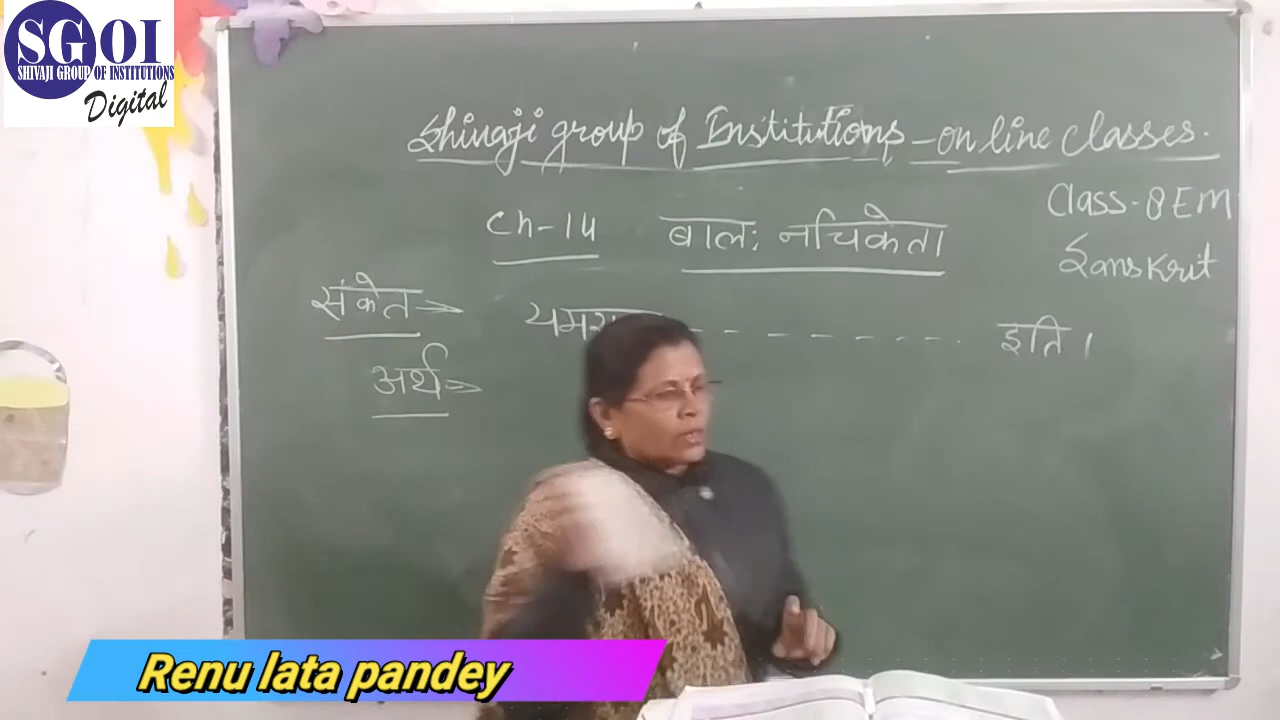 SGOI
SHIVAJI GROUP OF INSTITUTIONS
Digital
Shivaji group of Institutions - on line classes.
Class - 8 EM
Ch-14 बालः नचिकेता
Sanskrit
संकेत → - - - - - - - इति ।
अर्थ ⇒
Renu lata pandey